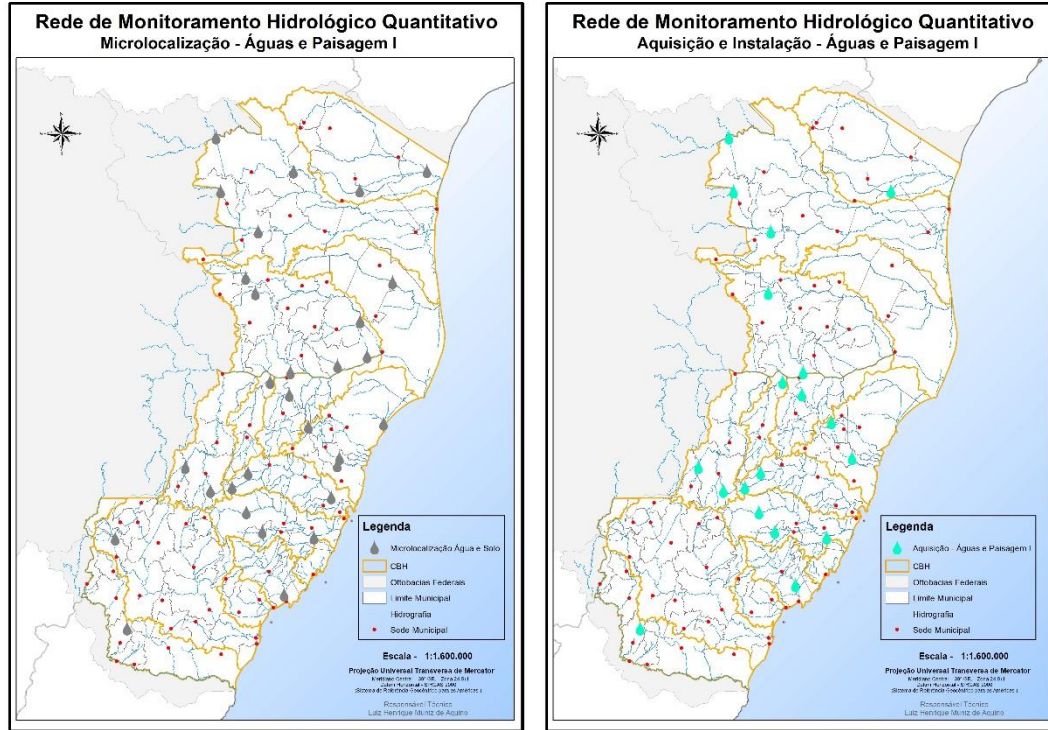 Rede de Monitoramento Hidrológico Quantitativo
Microlocalização - Águas e Paisagem I
Legenda
Microlocalização Água e Solo
CBH
Ottobacias Federais
Limite Municipal
Hidrografia
Sede Municipal
Escala - 1:1.600.000
Projeção Universal Transversa de Mercator
Responsável Técnico
Luiz Henrique Muniz de Aquino
Rede de Monitoramento Hidrológico Quantitativo
Aquisição e Instalação - Águas e Paisagem I
Legenda
Aquisição - Águas e Paisagem I
CBH
Ottobacias Federais
Limite Municipal
Hidrografia
Sede Municipal
Escala - 1:1.600.000
Projeção Universal Transversa de Mercator
Responsável Técnico
Luiz Henrique Muniz de Aquino